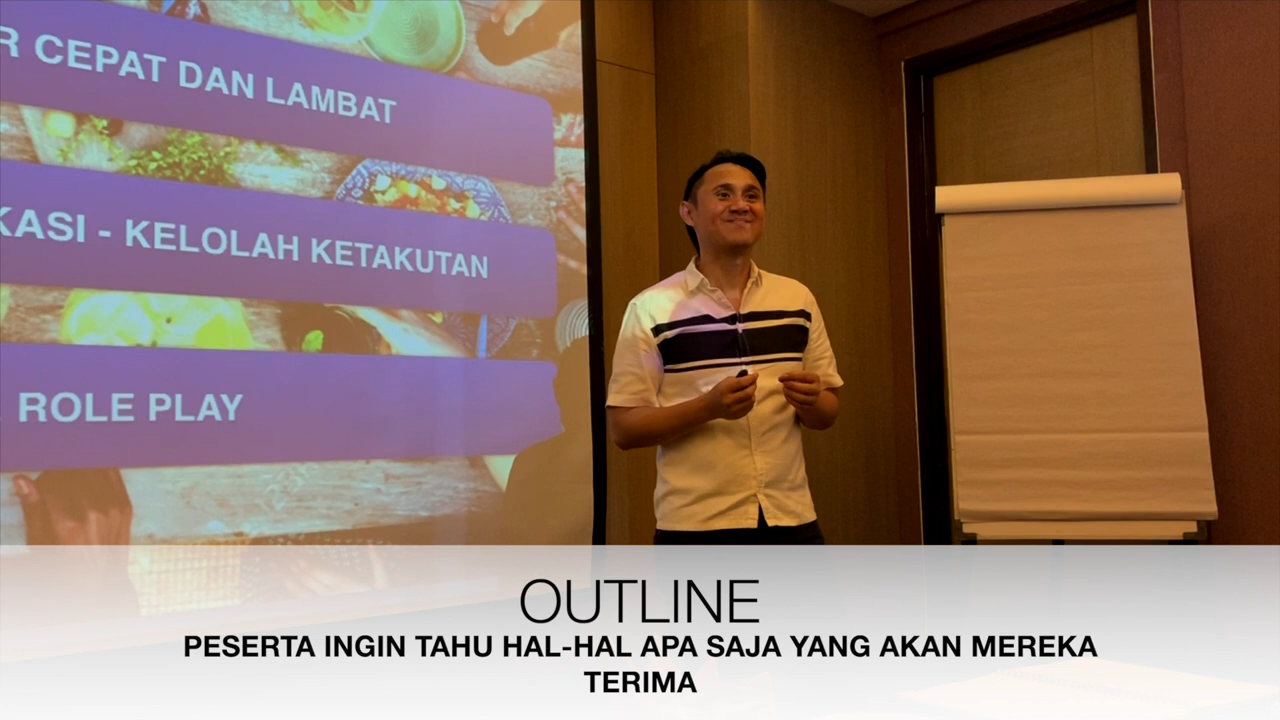 R CEPAT DAN LAMBAT
KASI - KELOLAH KETAKUTAN
ROLE PLAY
OUTLINE
PESERTA INGIN TAHU HAL-HAL APA SAJA YANG AKAN MEREKA
TERIMA